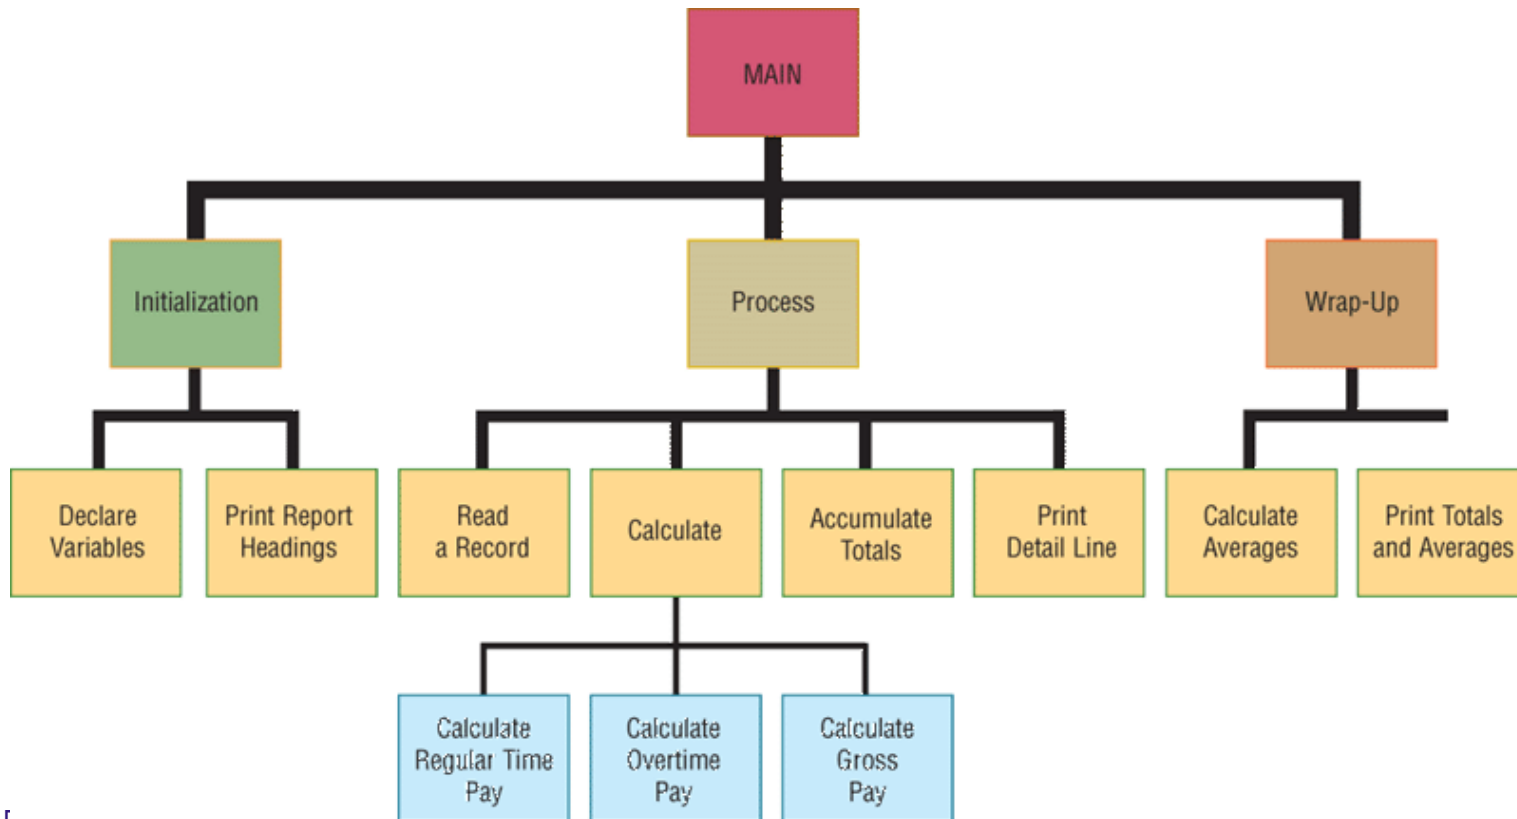 MAIN
Initialization
Process
Wrap-Up
Declare
Variables
Print Report
Headings
Read
a Record
Calculate
Accumulate
Totals
Print
Detail Line
Calculate
Averages
Print Totals
and Averages
Calculate
Regular Time
Pay
Calculate
Overtime
Pay
Calculate
Gross
Pay